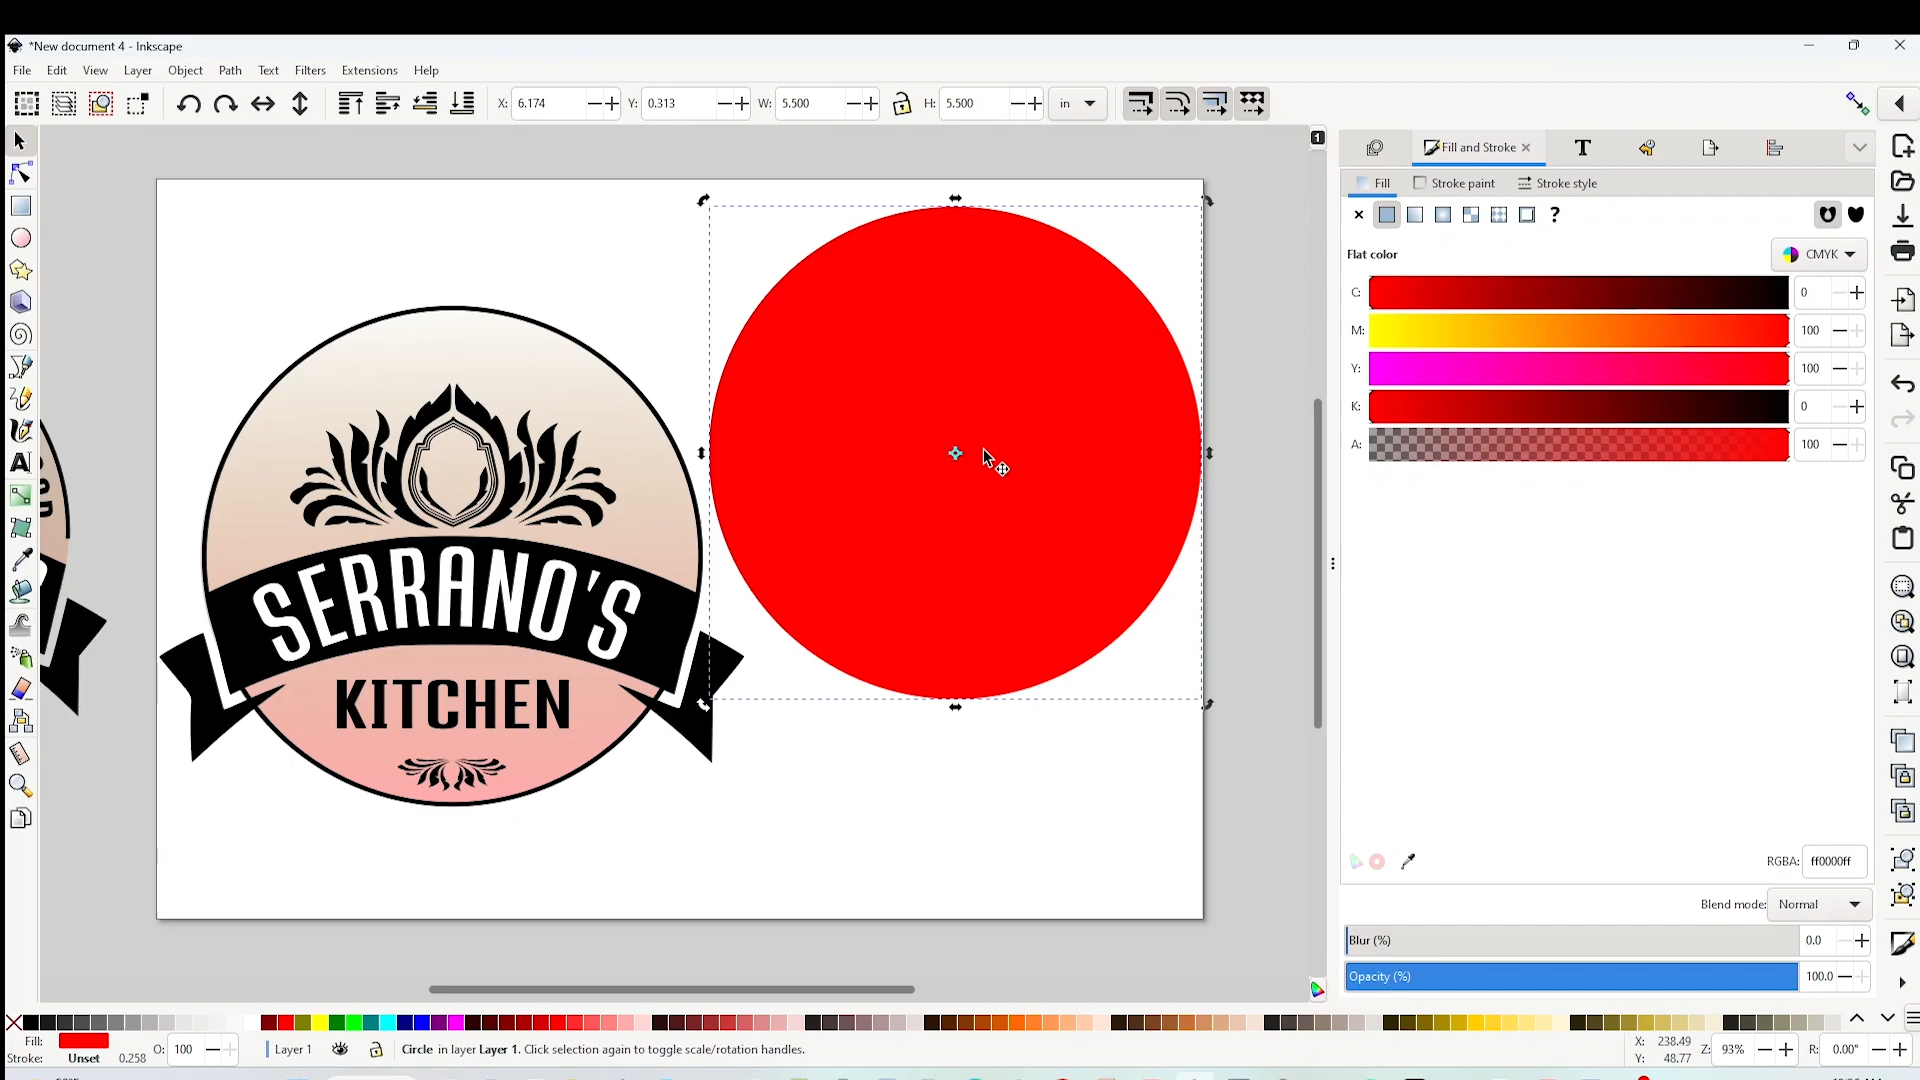 *New document 4 - Inkscape
File Edit View Layer Object Path Text Filters Extensions Help
X: 6.174 Y: 0.313 W: 5.500 H: 5.500 in
1
Fill and Stroke
Fill Stroke paint Stroke style
?
Flat color CMYK
C: 0
M: 100
Y: 100
K: 0
A: 100
SERRANO'S
KITCHEN
RGBA: ff0000ff
Blend mode: Normal
Blur (%) 0.0
Opacity (%) 100.0
Fill:
Stroke: Unset 0.258 O: 100 Layer 1 Circle in layer Layer 1. Click selection again to toggle scale/rotation handles.
X: 238.49
Y: 48.77
Z: 93% R: 0.00°